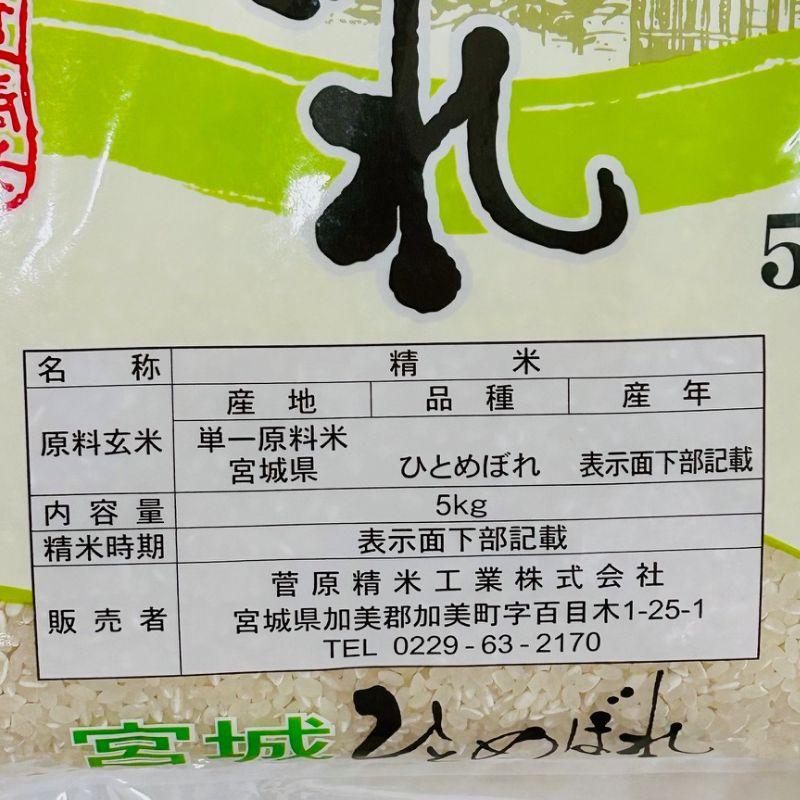 れ
5
名称 精米
産地 品種 産年
原料玄米 単一原料米
宮城県 ひとめぼれ 表示面下部記載
内容量 5kg
精米時期 表示面下部記載
販売者 菅原精米工業株式会社
宮城県加美郡加美町字百目木1-25-1
TEL 0229-63-2170
宮城 ひとめぼれ